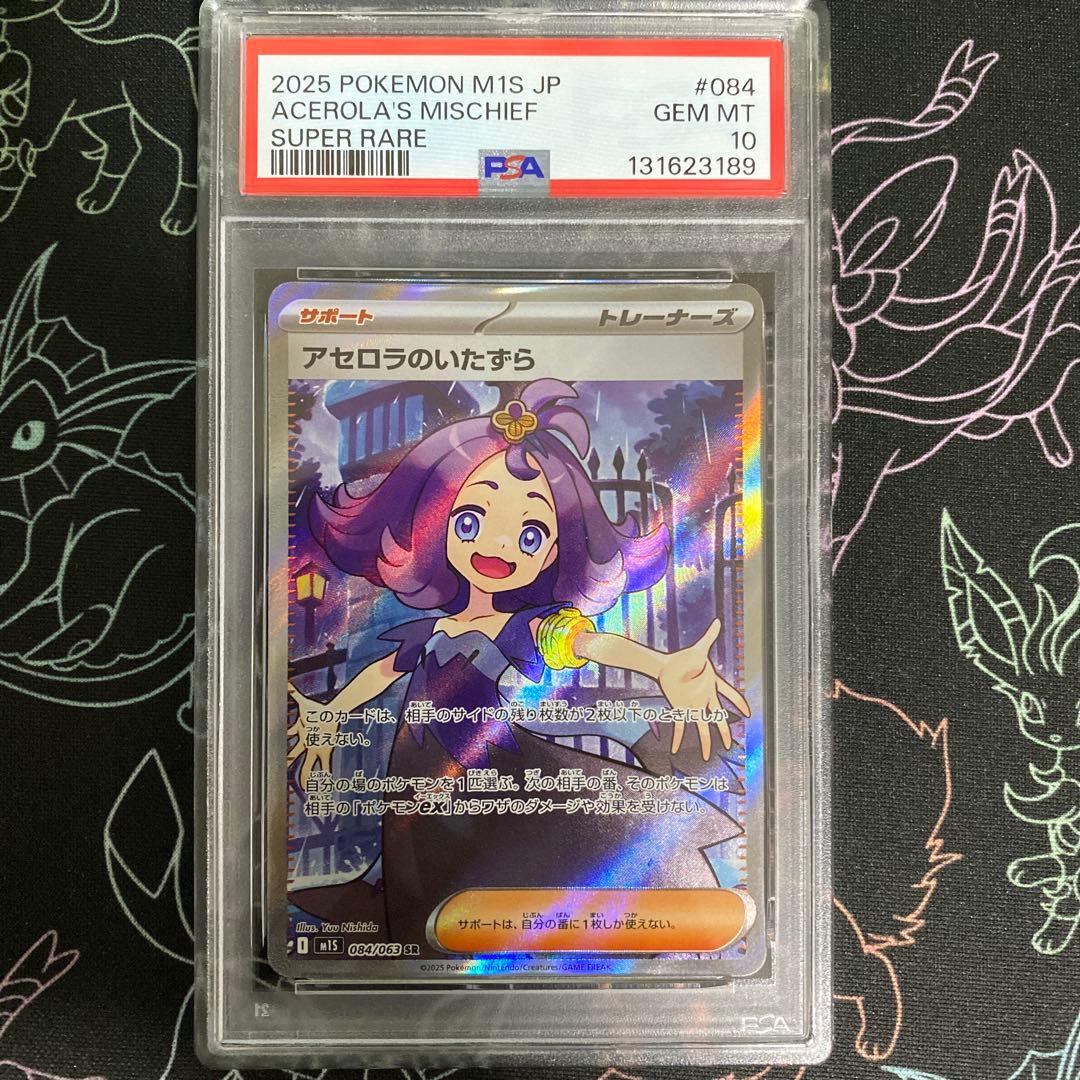 2025 POKEMON M1S JP #084
ACEROLA'S MISCHIEF GEM MT
SUPER RARE 10
PSA 131623189
サポート トレーナーズ
アセロラのいたずら
このカードは、相手のサイドの残り枚数が2枚以下のときにしか
使えない。
自分の場のポケモンを1匹選ぶ。次の相手の番、そのポケモンは
相手の「ポケモンex」からワザのダメージや効果を受けない。
サポートは、自分の番に1枚しか使えない。
Illus. Yuu Nishida
M1S 084/063 SR
©2025 Pokémon/Nintendo/Creatures/GAME FREAK
PSA